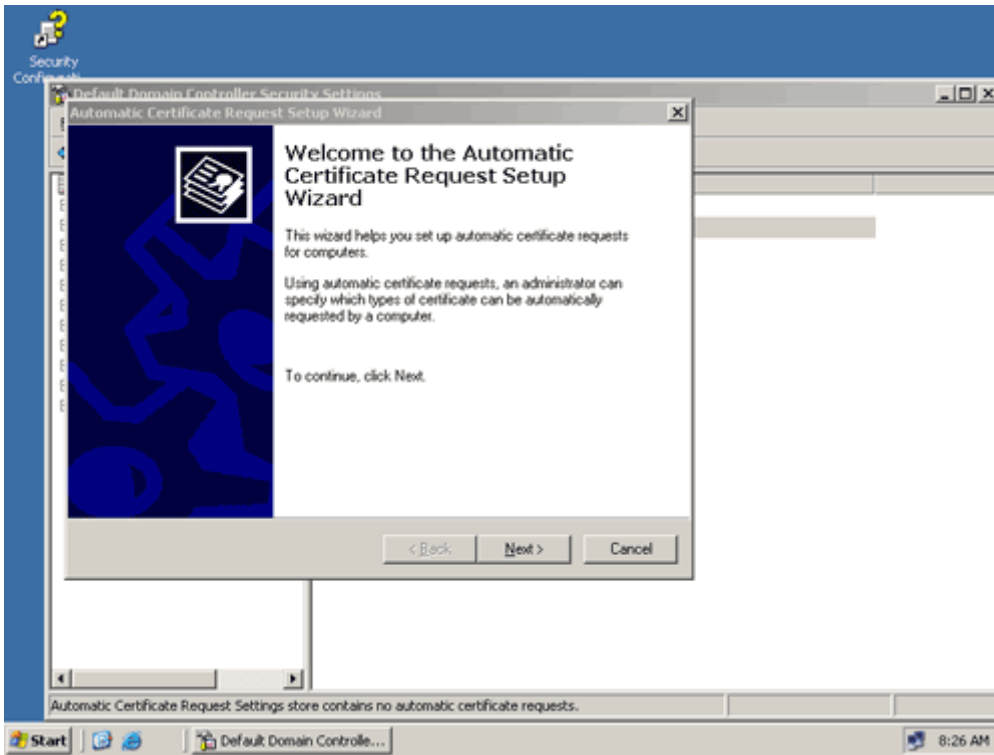 Security
Default Domain Controller Security Settings
Automatic Certificate Request Setup Wizard
Welcome to the Automatic
Certificate Request Setup
Wizard
This wizard helps you set up automatic certificate requests
for computers.
Using automatic certificate requests, an administrator can
specify which types of certificate can be automatically
requested by a computer.
To continue, click Next.
< Back
Next >
Cancel
Automatic Certificate Request Settings store contains no automatic certificate requests.
Start
Default Domain Controlle...
8:26 AM